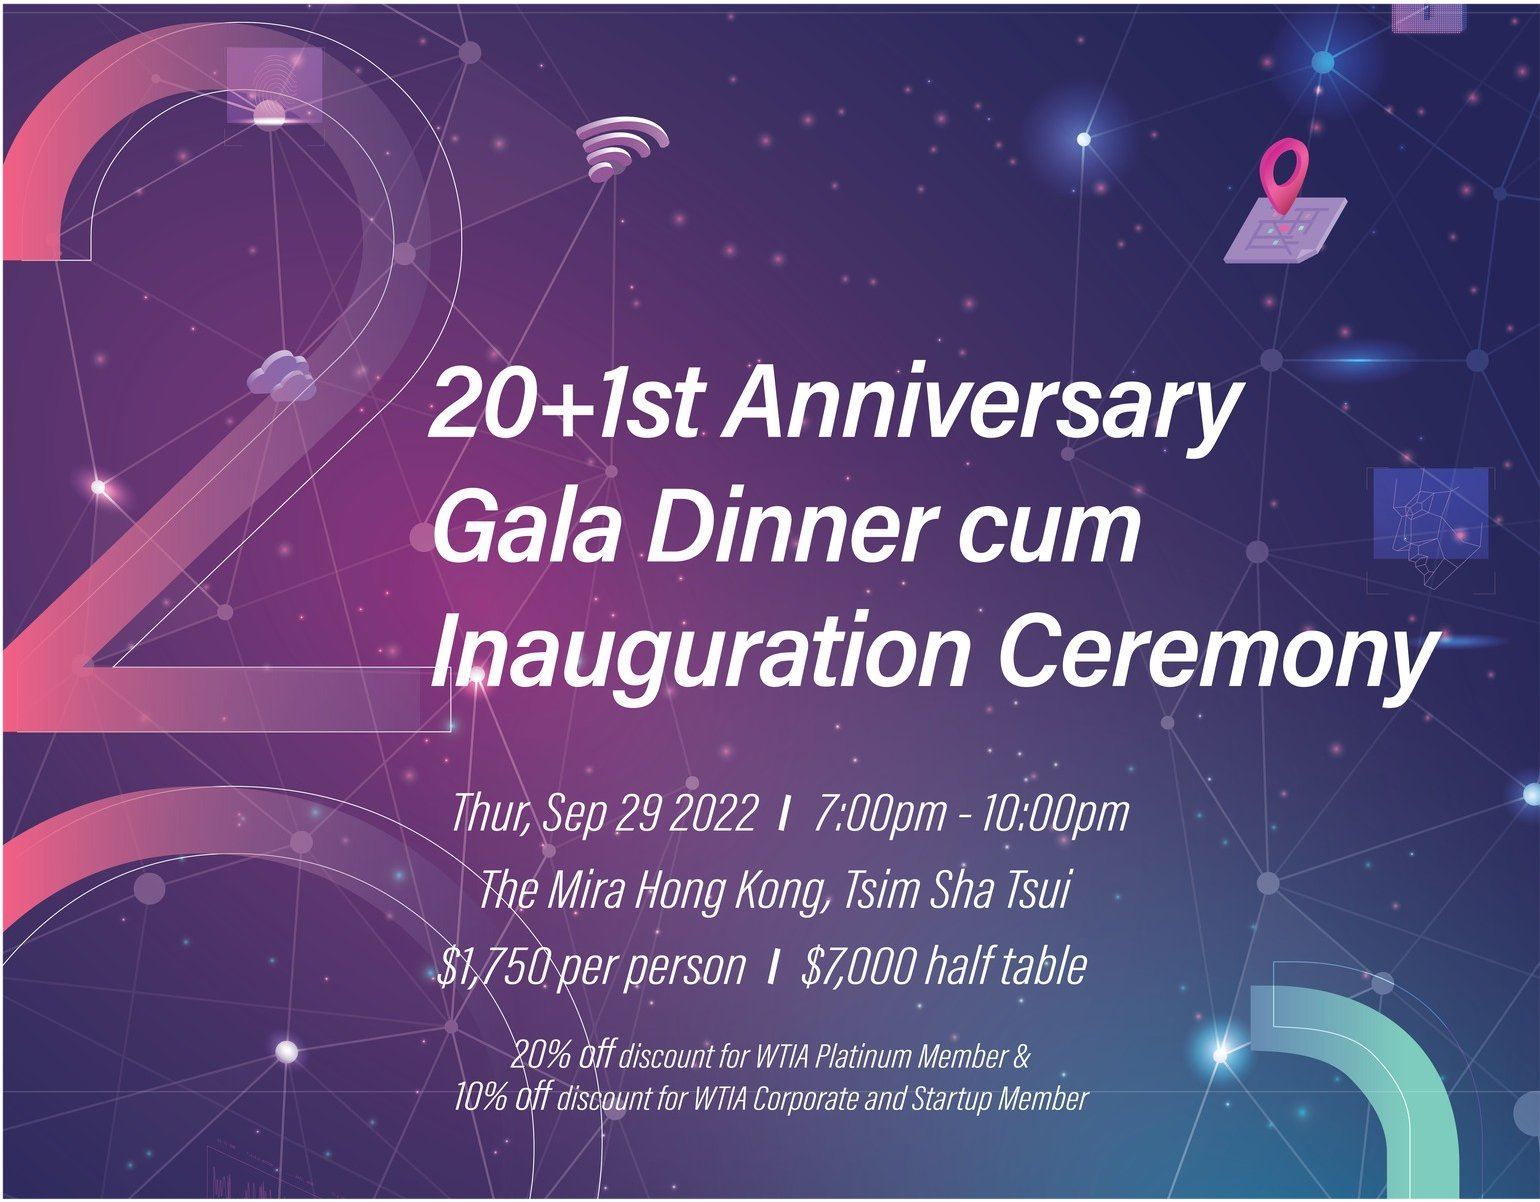 20+1st Anniversary
Gala Dinner cum
Inauguration Ceremony
Thur, Sep 29 2022 | 7:00pm - 10:00pm
The Mira Hong Kong, Tsim Sha Tsui
$1,750 per person | $7,000 half table
20% off discount for WTIA Platinum Member &
10% off discount for WTIA Corporate and Startup Member